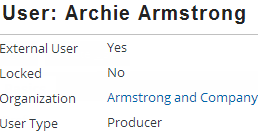 User: Archie Armstrong
External User Yes
Locked No
Organization Armstrong and Company
User Type Producer